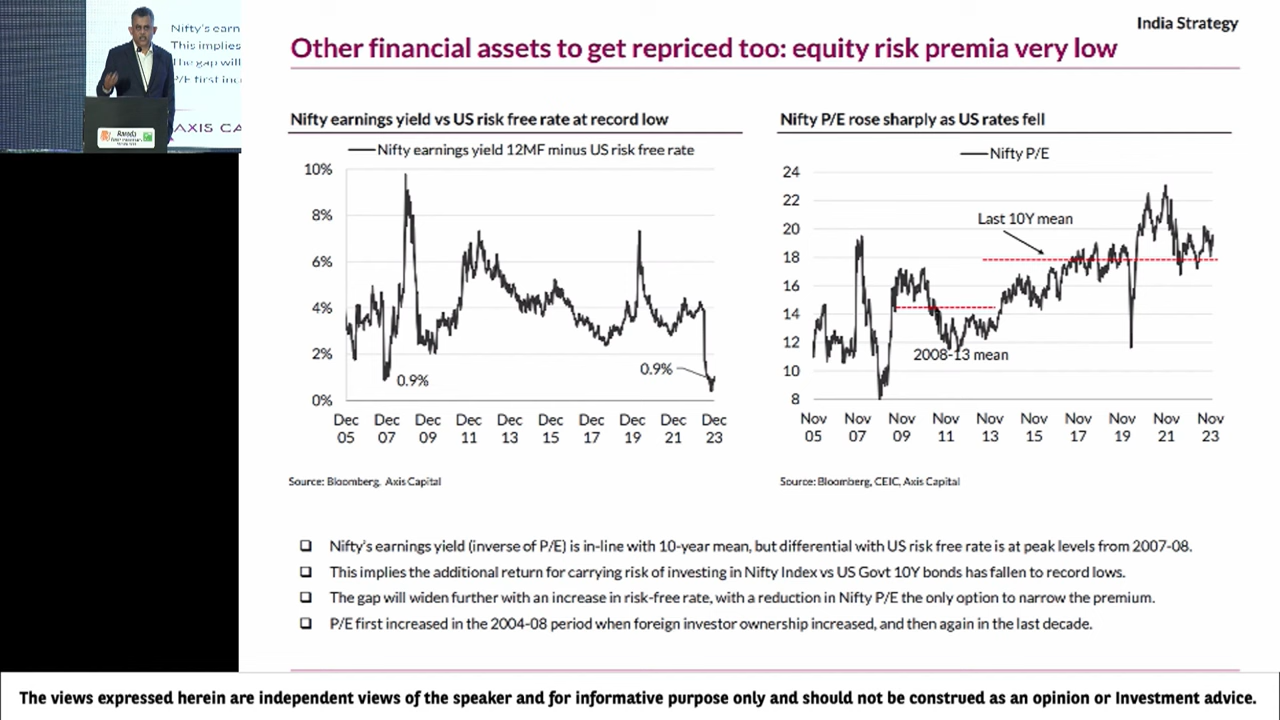 India Strategy
Other financial assets to get repriced too: equity risk premia very low
Nifty's earn
This implies
The gap will
P/E first inc
AXIS CA
Baroda
Nifty earnings yield vs US risk free rate at record low
Nifty earnings yield 12MF minus US risk free rate
10%
8%
6%
4%
2%
0%
0.9%
0.9%
Dec Dec Dec Dec Dec Dec Dec Dec Dec Dec
05 07 09 11 13 15 17 19 21 23
Source: Bloomberg, Axis Capital
Nifty P/E rose sharply as US rates fell
Nifty P/E
24
22
20
18
16
14
12
10
8
Last 10Y mean
2008-13 mean
Nov Nov Nov Nov Nov Nov Nov Nov Nov Nov
05 07 09 11 13 15 17 19 21 23
Source: Bloomberg, CEIC, Axis Capital
Nifty's earnings yield (inverse of P/E) is in-line with 10-year mean, but differential with US risk free rate is at peak levels from 2007-08.
This implies the additional return for carrying risk of investing in Nifty Index vs US Govt 10Y bonds has fallen to record lows.
The gap will widen further with an increase in risk-free rate, with a reduction in Nifty P/E the only option to narrow the premium.
P/E first increased in the 2004-08 period when foreign investor ownership increased, and then again in the last decade.
The views expressed herein are independent views of the speaker and for informative purpose only and should not be construed as an opinion or Investment advice.